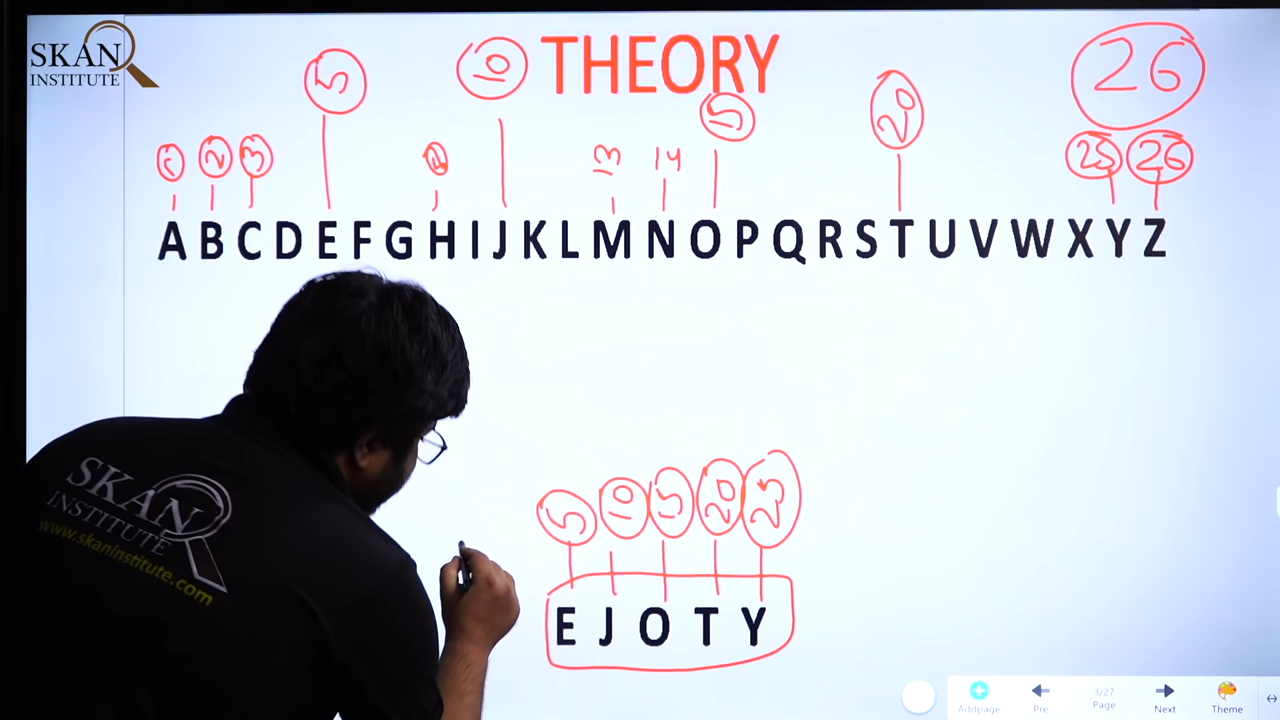 SKAN
INSTITUTE
THEORY
26
5 10
15 20
1 2 3 8 13 14 25 26
A B C D E F G H I J K L M N O P Q R S T U V W X Y Z
5 10 15 20 25
E J O T Y
SKAN
INSTITUTE
www.skaninstitute.com
Addpage Pre 3/27 Page Next Theme